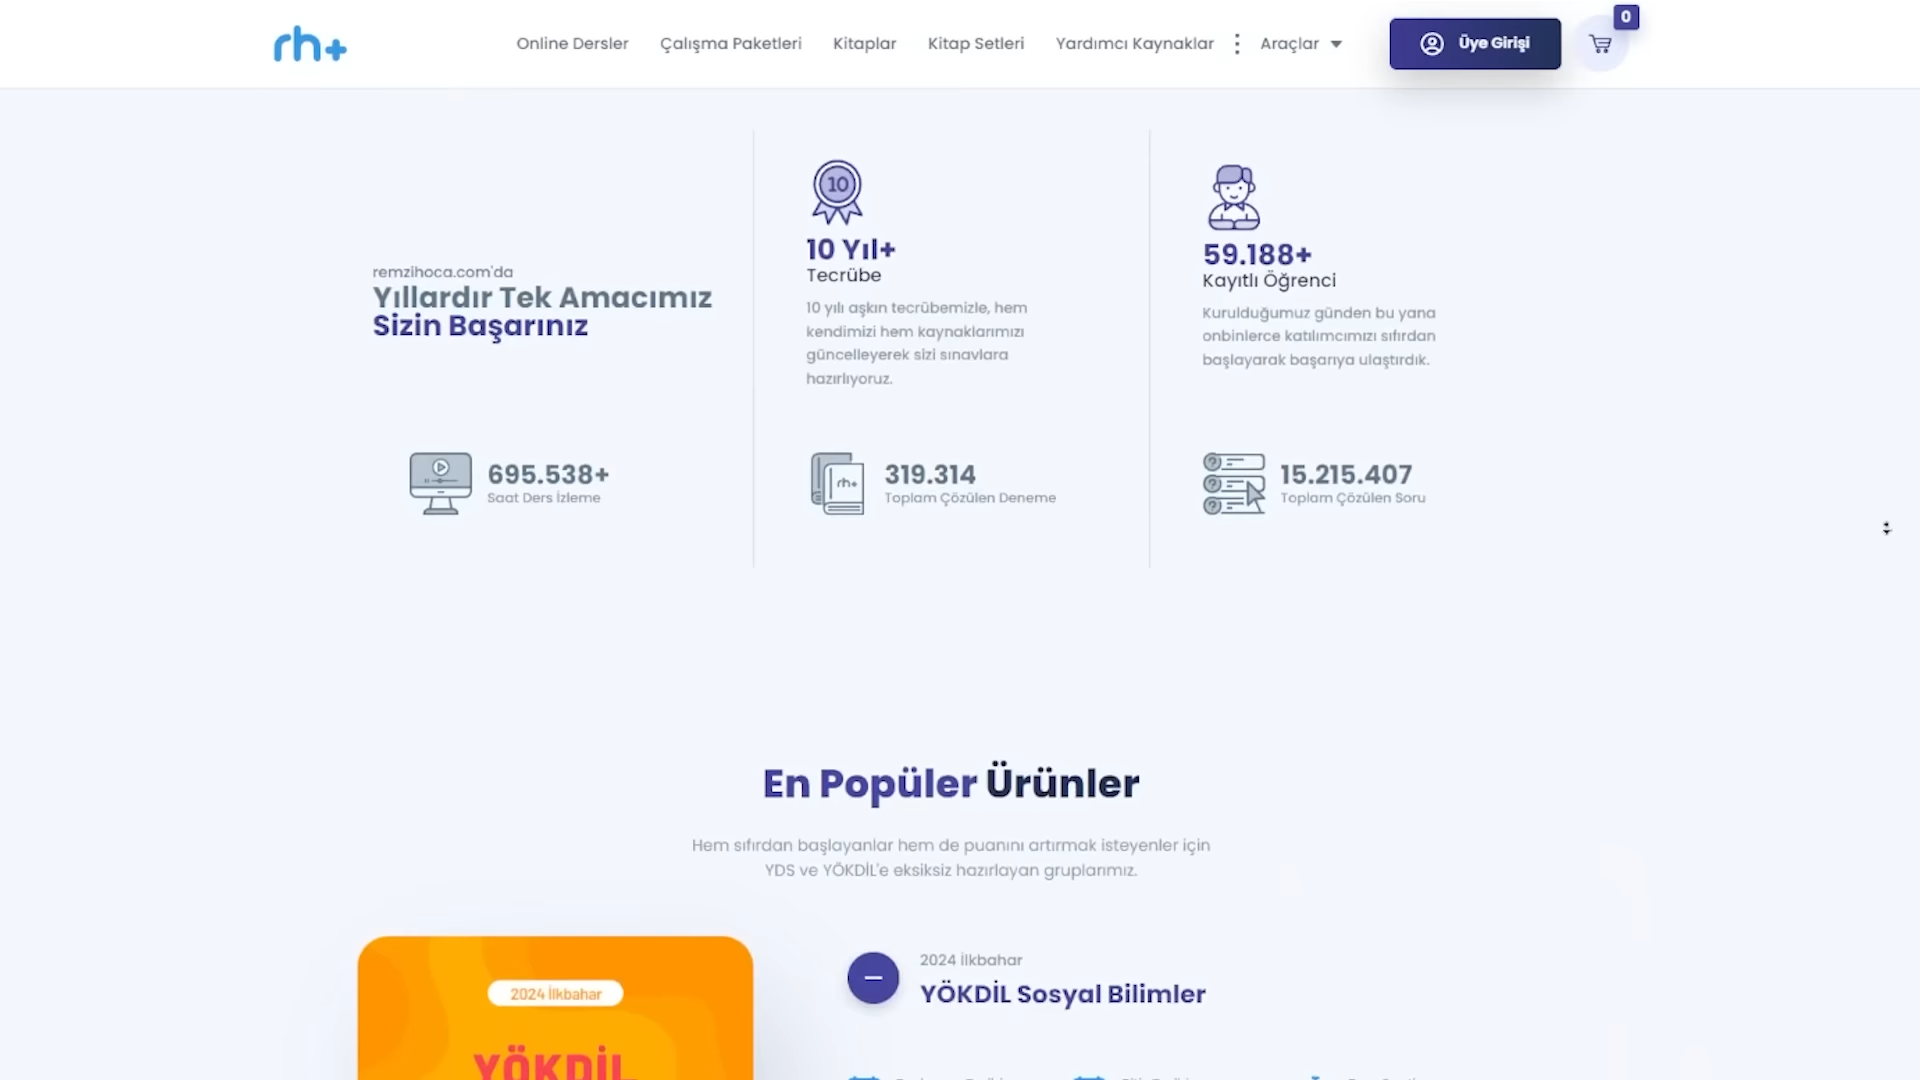 rh+
Online Dersler
Çalışma Paketleri
Kitaplar
Kitap Setleri
Yardımcı Kaynaklar
Araçlar
Üye Girişi
0
remzihoca.com'da
Yıllardır Tek Amacımız
Sizin Başarınız
10
10 Yıl+
Tecrübe
10 yılı aşkın tecrübemizle, hem
kendimizi hem kaynaklarımızı
güncelleyerek sizi sınavlara
hazırlıyoruz.
59.188+
Kayıtlı Öğrenci
Kurulduğumuz günden bu yana
onbinlerce katılımcımızı sıfırdan
başlayarak başarıya ulaştırdık.
695.538+
Saat Ders İzleme
rh+
319.314
Toplam Çözülen Deneme
15.215.407
Toplam Çözülen Soru
En Popüler Ürünler
Hem sıfırdan başlayanlar hem de puanını artırmak isteyenler için
YDS ve YÖKDİL'e eksiksiz hazırlayan gruplarımız.
2024 İlkbahar
YÖKDİL
2024 İlkbahar
YÖKDİL Sosyal Bilimler